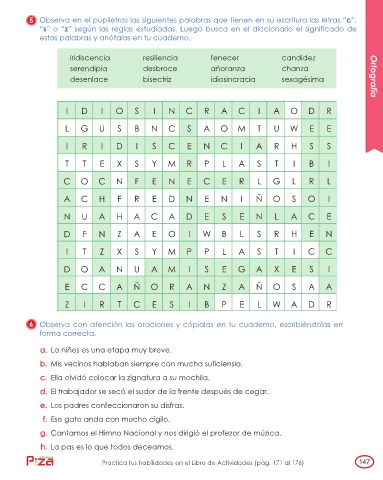 5 Observa en el pupiletras las siguientes palabras que tienen en su escritura las letras "c",
"s" o "z" según las reglas estudiadas. Luego busca en el diccionario el significado de
estas palabras y anótalas en tu cuaderno.
iridiscencia resiliencia fenecer candidez
serendipia desbroce añoranza chanza
desenlace bisectriz idiosincracia sexagésima
Ortografía
I D I O S I N C R A C I A O D R
L G U S B N C S A O M T U W E E
I R I D I S C E N C I A R H S S
T T E X S Y M R P L A S T I B I
C O C N F E N E C E R L G L R L
A C H F R E D N E N I Ñ O S O I
N U A H A C A D E S E N L A C E
D F N Z A E O I W B L S R H E N
I T Z X S Y M P P L A S T I C C
D O A N U A M I S E G A X E S I
E C C A Ñ O R A N Z A Ñ O S A A
Z I R T C E S I B P E L W A D R
6 Observa con atención las oraciones y cópialas en tu cuaderno, escribiéndolas en
forma correcta.
a. La niñes es una etapa muy breve.
b. Mis vecinos hablaban siempre con mucha suficiensia.
c. Ella olvidó colocar la zignatura a su mochila.
d. El trabajador se secó el sudor de la frente después de cegar.
e. Los padres confeccionaron su disfras.
f. Ese gato anda con mucho cigilo.
g. Cantamos el Himno Nacional y nos dirigió el profezor de múzica.
h. La pas es lo que todos deceamos.
Pza Practica tus habilidades en el Libro de Actividades (pág. 171 al 176) 147